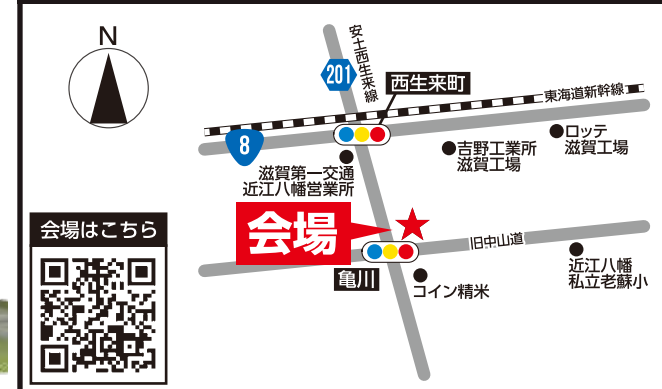 N
安土西生来線
201
西生来町
東海道新幹線
8
滋賀第一交通
近江八幡営業所
吉野工業所
滋賀工場
ロッテ
滋賀工場
会場はこちら
会場
旧中山道
亀川
コイン精米
近江八幡
私立老蘇小